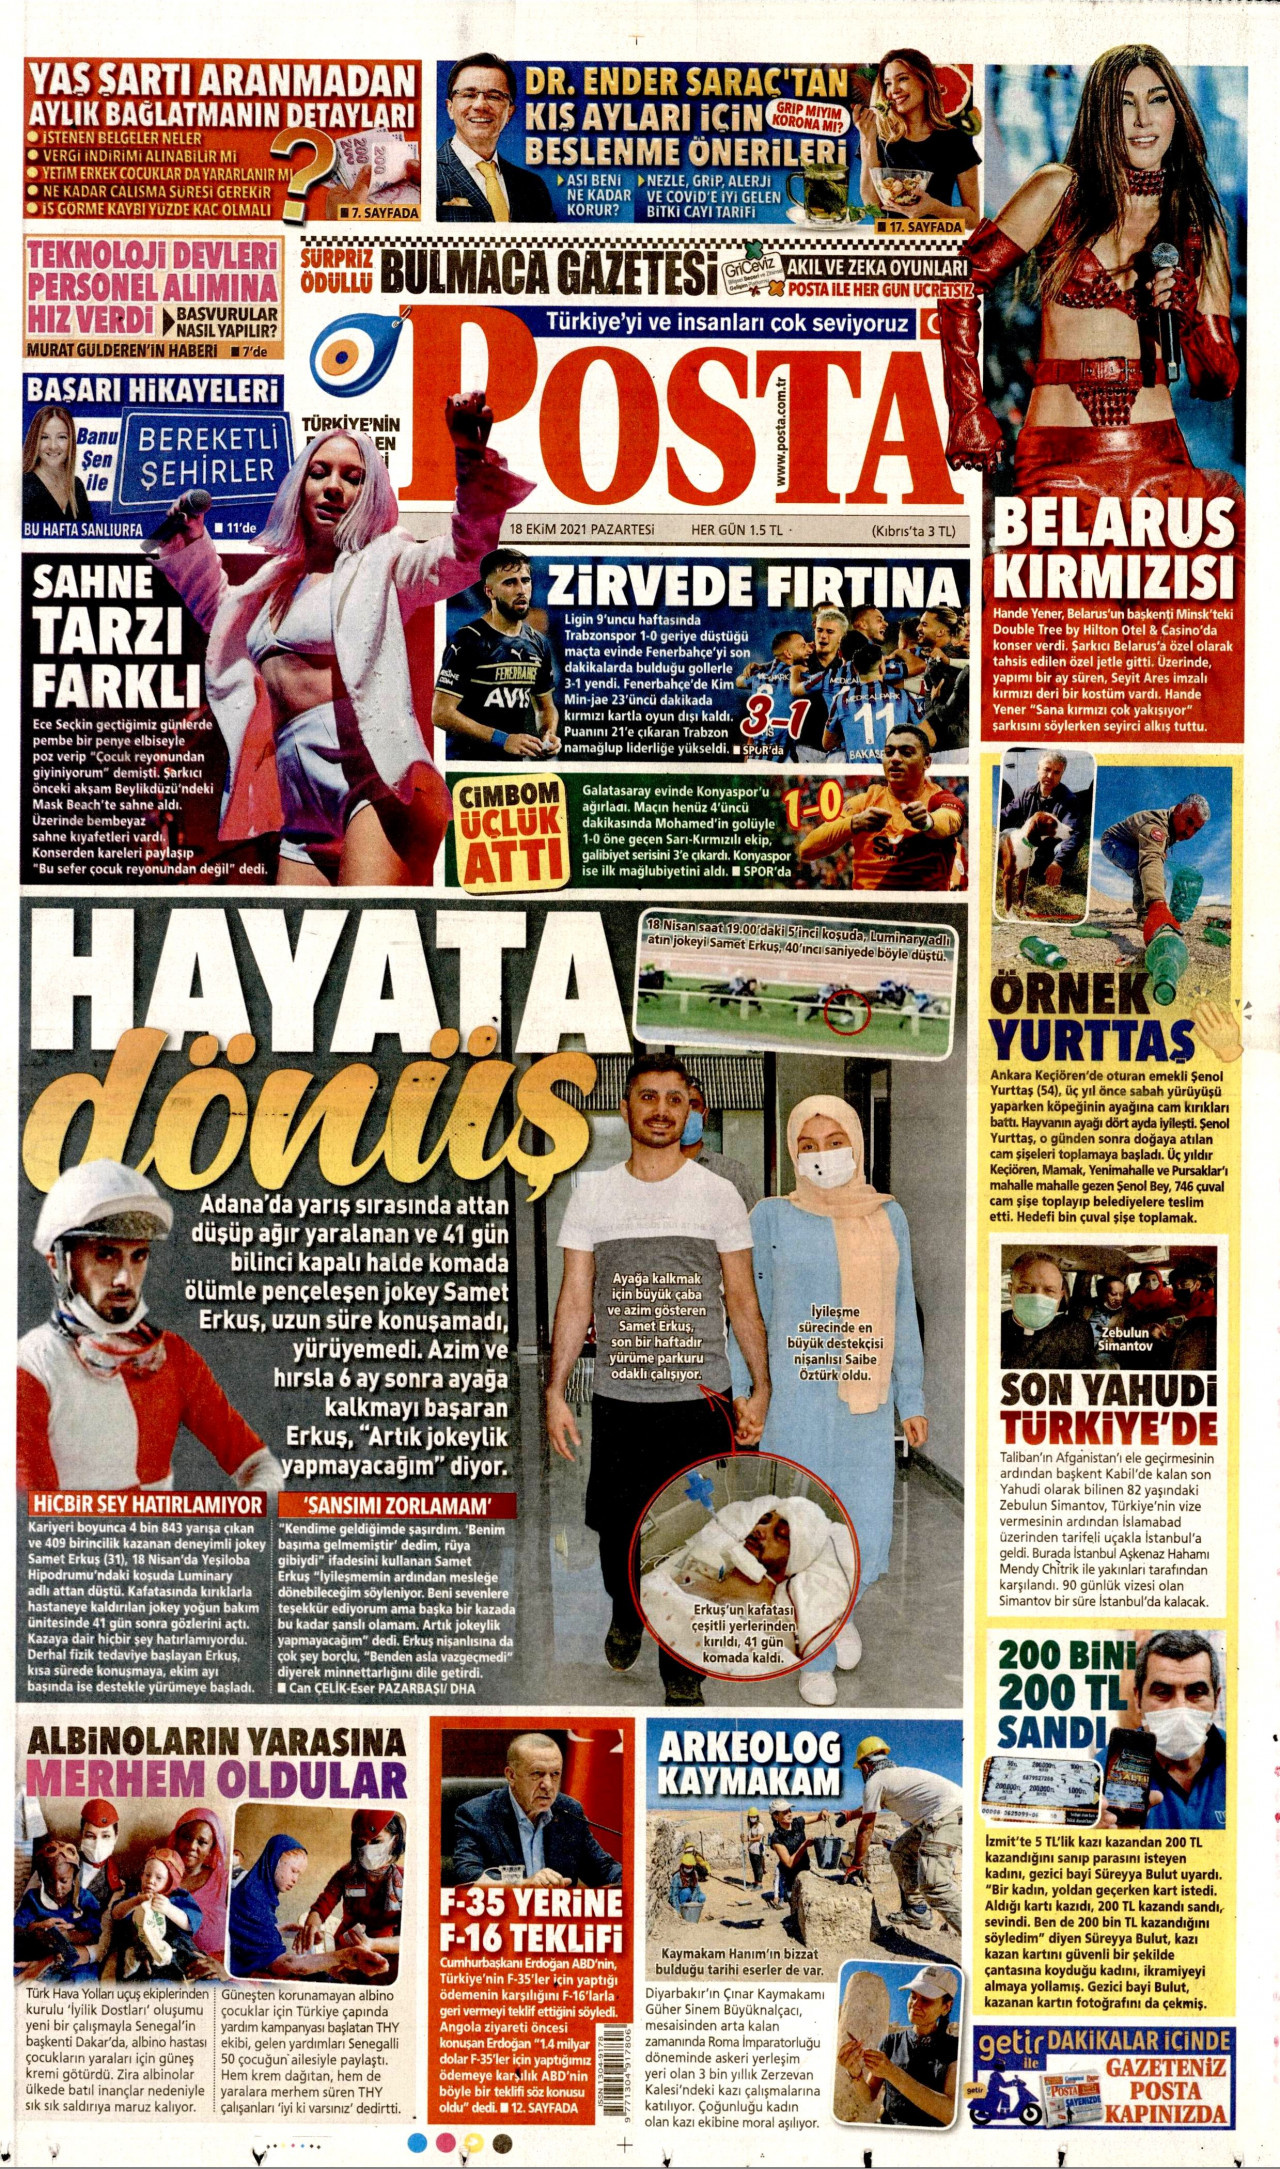 YAŞ ŞARTI ARANMADAN
AYLIK BAĞLATMANIN DETAYLARI
● İSTENEN BELGELER NELER
● VERGİ İNDİRİMİ ALINABİLİR Mİ
● YETİM ERKEK ÇOCUKLAR DA YARARLANIR MI
● NE KADAR ÇALIŞMA SÜRESİ GEREKİR
● İŞ GÖRME KAYBI YÜZDE KAÇ OLMALI
■ 7. SAYFADA
DR. ENDER SARAÇ'TAN
KIŞ AYLARI İÇİN
GRİP MİYİM
KORONA MI?
BESLENME ÖNERİLERİ
AŞI BENİ
NE KADAR
KORUR?
NEZLE, GRİP, ALERJİ
VE COVİD'E İYİ GELEN
BİTKİ ÇAYI TARİFİ
■ 17. SAYFADA
TEKNOLOJİ DEVLERİ
PERSONEL ALIMINA
HIZ VERDİ
BAŞVURULAR
NASIL YAPILIR?
MURAT GÜLDEREN'İN HABERİ ■ 7'de
SÜRPRİZ
ÖDÜLLÜ
BULMACA GAZETESİ
GriCeviz
AKIL VE ZEKA OYUNLARI
POSTA İLE HER GÜN ÜCRETSİZ
BAŞARI HİKAYELERİ
Banu
Şen
ile
BEREKETLİ
ŞEHİRLER
BU HAFTA ŞANLIURFA
■ 11'de
Türkiye'yi ve insanları çok seviyoruz
TÜRKİYE'NİN
POSTA
www.posta.com.tr
18 EKİM 2021 PAZARTESİ
HER GÜN 1.5 TL
(Kıbrıs'ta 3 TL)
BELARUS
KIRMIZISI
Hande Yener, Belarus'un başkenti Minsk'teki
Double Tree by Hilton Otel & Casino'da
konser verdi. Şarkıcı Belarus'a özel olarak
tahsis edilen özel jetle gitti. Üzerinde,
yapımı bir ay süren, Seyit Ares imzalı
kırmızı deri bir kostüm vardı. Hande
Yener "Sana kırmızı çok yakışıyor"
şarkısını söylerken seyirci alkış tuttu.
SAHNE
TARZI
FARKLI
Ece Seçkin geçtiğimiz günlerde
pembe bir penye elbiseyle
poz verip "Çocuk reyonundan
giyiniyorum" demişti. Şarkıcı
önceki akşam Beylikdüzü'ndeki
Mask Beach'te sahne aldı.
Üzerinde bembeyaz
sahne kıyafetleri vardı.
Konserden kareleri paylaşıp
"Bu sefer çocuk reyonundan değil" dedi.
ZİRVEDE FIRTINA
Ligin 9'uncu haftasında
Trabzonspor 1-0 geriye düştüğü
maçta evinde Fenerbahçe'yi son
dakikalarda bulduğu gollerle
3-1 yendi. Fenerbahçe'de Kim
Min-jae 23'üncü dakikada
kırmızı kartla oyun dışı kaldı.
Puanını 21'e çıkaran Trabzon
namağlup liderliğe yükseldi. ■ SPOR'da
FENERBAHÇE
AVIS
3-1
MEDICAL PARK
11
CİMBOM
ÜÇLÜK
ATTI
Galatasaray evinde Konyaspor'u
ağırladı. Maçın henüz 4'üncü
dakikasında Mohamed'in golüyle
1-0 öne geçen Sarı-Kırmızılı ekip,
galibiyet serisini 3'e çıkardı. Konyaspor
ise ilk mağlubiyetini aldı. ■ SPOR'da
1-0
ÖRNEK
YURTTAŞ
Ankara Keçiören'de oturan emekli Şenol
Yurttaş (54), üç yıl önce sabah yürüyüşü
yaparken köpeğinin ayağına cam kırıkları
battı. Hayvanın ayağı dört ayda iyileşti. Şenol
Yurttaş, o günden sonra doğaya atılan
cam şişeleri toplamaya başladı. Üç yıldır
Keçiören, Mamak, Yenimahalle ve Pursaklar'ı
mahalle mahalle gezen Şenol Bey, 746 çuval
cam şişe toplayıp belediyelere teslim
etti. Hedefi bin çuval şişe toplamak.
HAYATA
dönüş
18 Nisan saat 19.00'daki 5'inci koşuda, Luminary adlı
atın jokeyi Samet Erkuş, 40'ıncı saniyede böyle düştü.
Adana'da yarış sırasında attan
düşüp ağır yaralanan ve 41 gün
bilinci kapalı halde komada
ölümle pençeleşen jokey Samet
Erkuş, uzun süre konuşamadı,
yürüyemedi. Azim ve
hırsla 6 ay sonra ayağa
kalkmayı başaran
Erkuş, "Artık jokeylik
yapmayacağım" diyor.
Ayağa kalkmak
için büyük çaba
ve azim gösteren
Samet Erkuş,
son bir haftadır
yürüme parkuru
odaklı çalışıyor.
İyileşme
sürecinde en
büyük destekçisi
nişanlısı Saibe
Öztürk oldu.
Erkuş'un kafatası
çeşitli yerlerinden
kırıldı, 41 gün
komada kaldı.
HİÇBİR ŞEY HATIRLAMIYOR
Kariyeri boyunca 4 bin 843 yarışa çıkan
ve 409 birincilik kazanan deneyimli jokey
Samet Erkuş (31), 18 Nisan'da Yeşiloba
Hipodrumu'ndaki koşuda Luminary
adlı attan düştü. Kafatasında kırıklarla
hastaneye kaldırılan jokey yoğun bakım
ünitesinde 41 gün sonra gözlerini açtı.
Kazaya dair hiçbir şey hatırlamıyordu.
Derhal fizik tedaviye başlayan Erkuş,
kısa sürede konuşmaya, ekim ayı
başında ise destekle yürümeye başladı.
'ŞANSIMI ZORLAMAM'
"Kendime geldiğimde şaşırdım. 'Benim
başıma gelmemiştir' dedim, rüya
gibiydi" ifadesini kullanan Samet
Erkuş "İyileşmemin ardından mesleğe
dönebileceğim söyleniyor. Beni sevenlere
teşekkür ediyorum ama başka bir kazada
bu kadar şanslı olamam. Artık jokeylik
yapmayacağım" dedi. Erkuş nişanlısına da
çok şey borçlu, "Benden asla vazgeçmedi"
diyerek minnettarlığını dile getirdi.
■ Can ÇELİK-Eser PAZARBAŞI/ DHA
Zebulun
Simantov
SON YAHUDİ
TÜRKİYE'DE
Taliban'ın Afganistan'ı ele geçirmesinin
ardından başkent Kabil'de kalan son
Yahudi olarak bilinen 82 yaşındaki
Zebulun Simantov, Türkiye'nin vize
vermesinin ardından İslamabad
üzerinden tarifeli uçakla İstanbul'a
geldi. Burada İstanbul Aşkenaz Hahamı
Mendy Chitrik ile yakınları tarafından
karşılandı. 90 günlük vizesi olan
Simantov bir süre İstanbul'da kalacak.
200 BİNİ
200 TL
SANDI
İzmit'te 5 TL'lik kazı kazandan 200 TL
kazandığını sanıp parasını isteyen
kadını, gezici bayi Süreyya Bulut uyardı.
"Bir kadın, yoldan geçerken kart istedi.
Aldığı kartı kazıdı, 200 TL kazandı sandı,
sevindi. Ben de 200 bin TL kazandığını
söyledim" diyen Süreyya Bulut, kazı
kazan kartını güvenli bir şekilde
çantasına koyduğu kadını, ikramiyeyi
almaya yollamış. Gezici bayi Bulut,
kazanan kartın fotoğrafını da çekmiş.
ALBİNOLARIN YARASINA
MERHEM OLDULAR
Türk Hava Yolları uçuş ekiplerinden
kurulu 'İyilik Dostları' oluşumu
yeni bir çalışmayla Senegal'in
başkenti Dakar'da, albino hastası
çocukların yaraları için güneş
kremi götürdü. Zira albinolar
ülkede batıl inançlar nedeniyle
sık sık saldırıya maruz kalıyor.
Güneşten korunamayan albino
çocuklar için Türkiye çapında
yardım kampanyası başlatan THY
ekibi, gelen yardımları Senegalli
50 çocuğun ailesiyle paylaştı.
Hem krem dağıtan, hem de
yaralara merhem süren THY
çalışanları 'iyi ki varsınız' dedirtti.
F-35 YERİNE
F-16 TEKLİFİ
Cumhurbaşkanı Erdoğan ABD'nin,
Türkiye'nin F-35'ler için yaptığı
ödemenin karşılığını F-16'larla
geri vermeyi teklif ettiğini söyledi.
Angola ziyareti öncesi
konuşan Erdoğan "1.4 milyar
dolar F-35'ler için yaptığımız
ödemeye karşılık ABD'nin
böyle bir teklifi söz konusu
oldu" dedi. ■ 12. SAYFADA
ISSN 1304-9178
9 771304 917806
ARKEOLOG
KAYMAKAM
Kaymakam Hanım'ın bizzat
bulduğu tarihi eserler de var.
Diyarbakır'ın Çınar Kaymakamı
Güher Sinem Büyüknalçacı,
mesaisinden arta kalan
zamanında Roma İmparatorluğu
döneminde askeri yerleşim
yeri olan 3 bin yıllık Zerzevan
Kalesi'ndeki kazı çalışmalarına
katılıyor. Çoğunluğu kadın
olan kazı ekibine moral aşılıyor.
getir
ile
DAKİKALAR İÇİNDE
GAZETENİZ
POSTA
KAPINIZDA